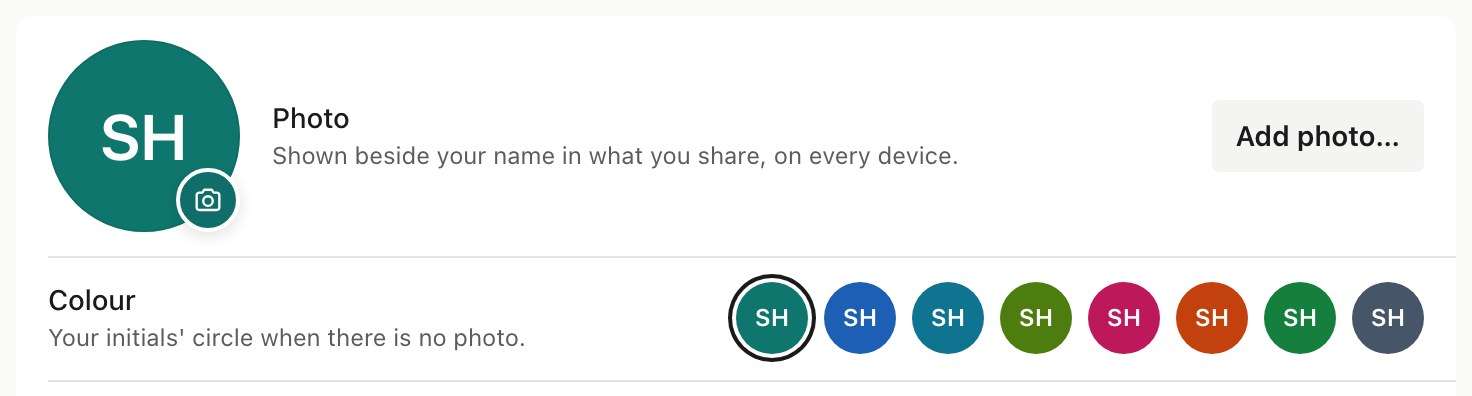 SH
Photo
Shown beside your name in what you share, on every device.
Add photo...
Colour
Your initials' circle when there is no photo.
SH SH SH SH SH SH SH SH